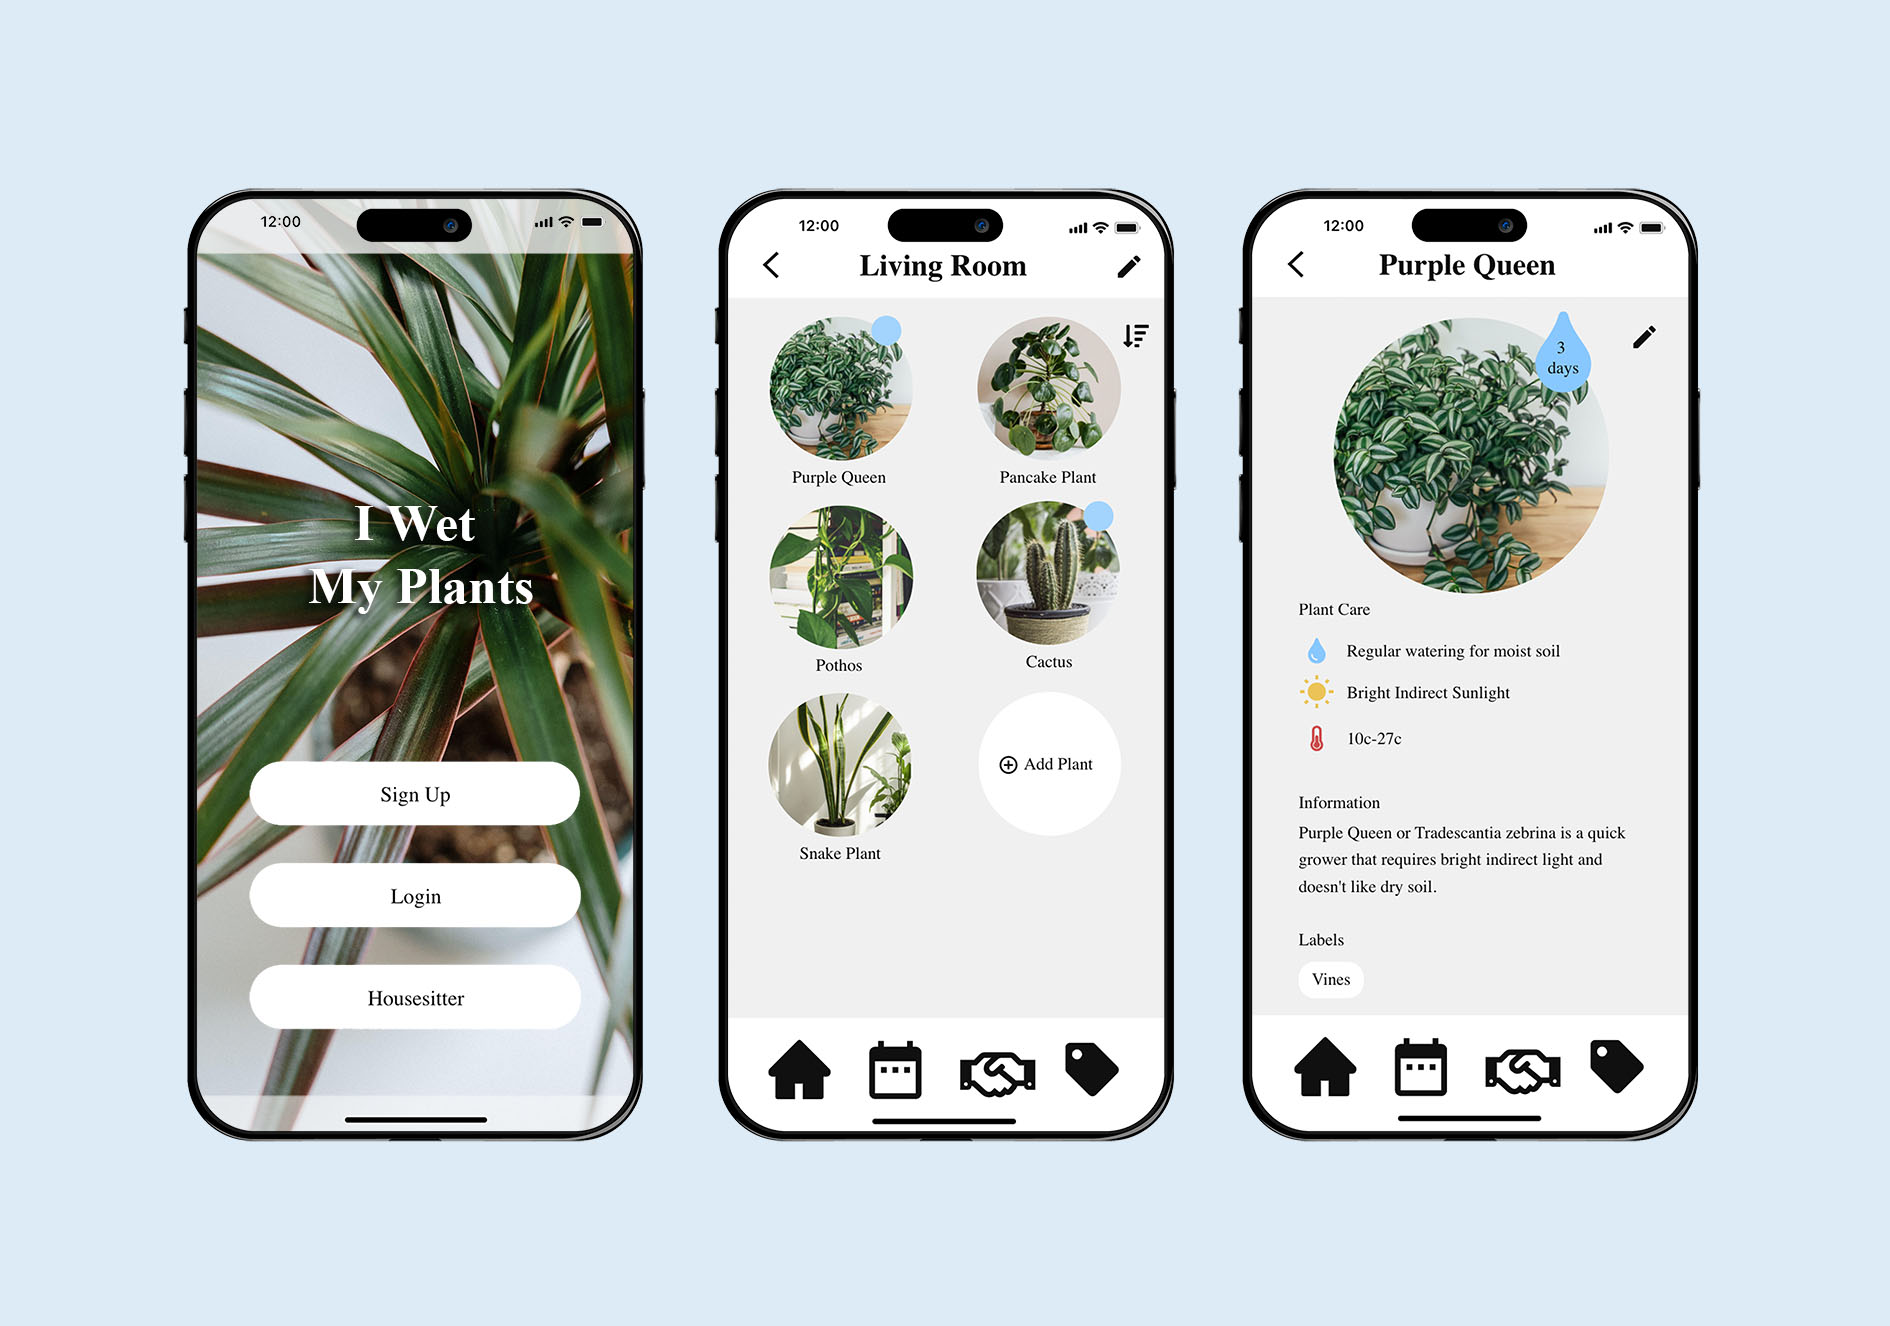 12:00
I Wet
My Plants
Sign Up
Login
Housesitter
12:00
Living Room
Purple Queen
Pancake Plant
Pothos
Cactus
Snake Plant
Add Plant
12:00
Purple Queen
3
days
Plant Care
Regular watering for moist soil
Bright Indirect Sunlight
10c-27c
Information
Purple Queen or Tradescantia zebrina is a quick
grower that requires bright indirect light and
doesn't like dry soil.
Labels
Vines